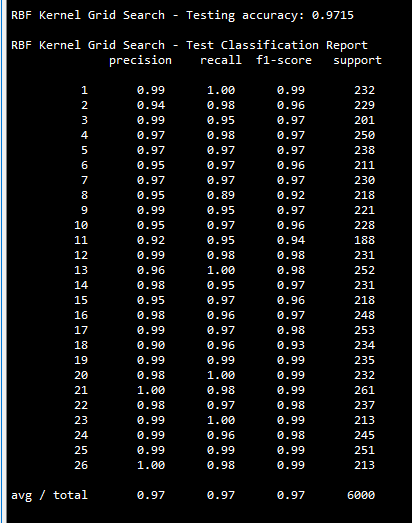 RBF Kernel Grid Search - Testing accuracy: 0.9715
RBF Kernel Grid Search - Test Classification Report
precision recall f1-score support
1 0.99 1.00 0.99 232
2 0.94 0.98 0.96 229
3 0.99 0.95 0.97 201
4 0.97 0.98 0.97 250
5 0.97 0.97 0.97 238
6 0.95 0.97 0.96 211
7 0.97 0.97 0.97 230
8 0.95 0.89 0.92 218
9 0.99 0.95 0.97 221
10 0.95 0.97 0.96 228
11 0.92 0.95 0.94 188
12 0.99 0.98 0.98 231
13 0.96 1.00 0.98 252
14 0.98 0.95 0.97 231
15 0.95 0.97 0.96 218
16 0.98 0.96 0.97 248
17 0.99 0.97 0.98 253
18 0.90 0.96 0.93 234
19 0.99 0.99 0.99 235
20 0.98 1.00 0.99 232
21 1.00 0.98 0.99 261
22 0.98 0.97 0.98 237
23 0.99 1.00 0.99 213
24 0.99 0.96 0.98 245
25 0.99 0.99 0.99 251
26 1.00 0.98 0.99 213
avg / total 0.97 0.97 0.97 6000